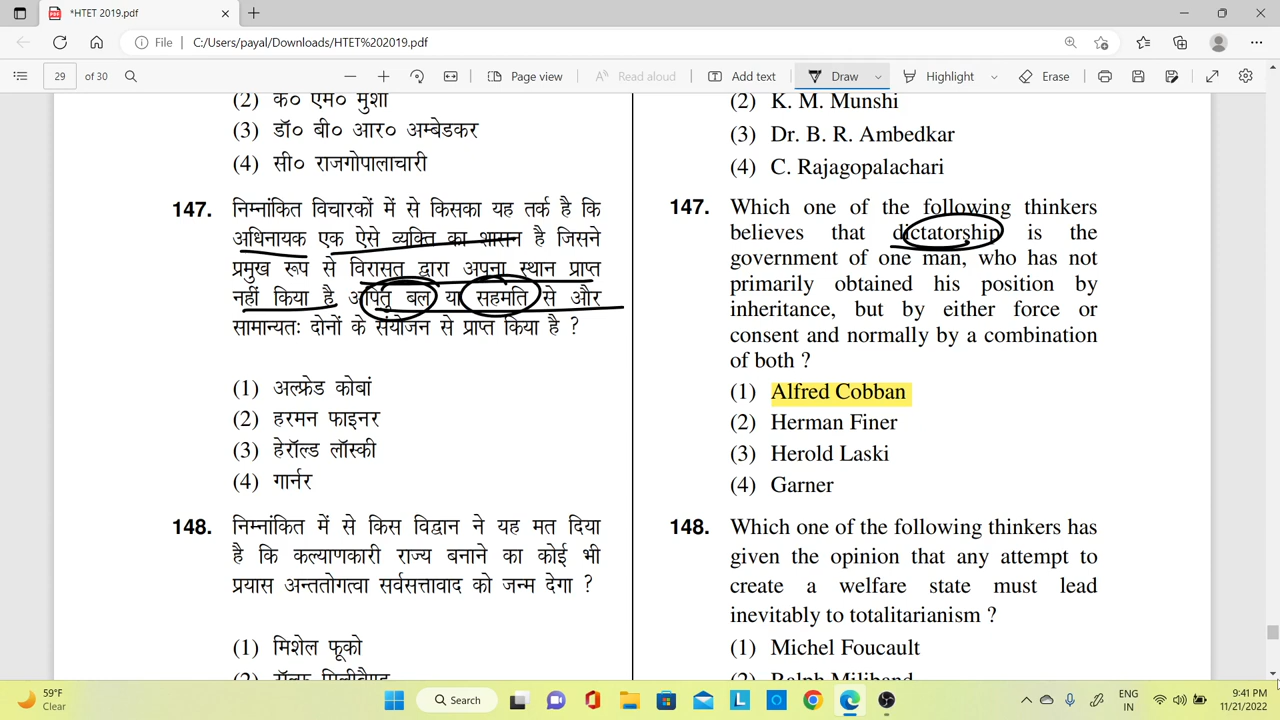 *HTET 2019.pdf
File
C:/Users/payal/Downloads/HTET%202019.pdf
29 of 30
Page view
Read aloud
Add text
Draw
Highlight
Erase
(2) के० एम० मुंशी
(3) डॉ० बी० आर० अम्बेडकर
(4) सी० राजगोपालाचारी
147. निम्नांकित विचारकों में से किसका यह तर्क है कि
अधिनायक एक ऐसे व्यक्ति का शासन है जिसने
प्रमुख रूप से विरासत द्वारा अपना स्थान प्राप्त
नहीं किया है अपितु बल या सहमति से और
सामान्यतः दोनों के संयोजन से प्राप्त किया है ?
(1) अल्फ्रेड कोबां
(2) हरमन फाइनर
(3) हेरॉल्ड लॉस्की
(4) गार्नर
148. निम्नांकित में से किस विद्वान ने यह मत दिया
है कि कल्याणकारी राज्य बनाने का कोई भी
प्रयास अन्ततोगत्वा सर्वसत्तावाद को जन्म देगा ?
(1) मिशेल फूको
(2) K. M. Munshi
(3) Dr. B. R. Ambedkar
(4) C. Rajagopalachari
147. Which one of the following thinkers
believes that dictatorship is the
government of one man, who has not
primarily obtained his position by
inheritance, but by either force or
consent and normally by a combination
of both ?
(1) Alfred Cobban
(2) Herman Finer
(3) Herold Laski
(4) Garner
148. Which one of the following thinkers has
given the opinion that any attempt to
create a welfare state must lead
inevitably to totalitarianism ?
(1) Michel Foucault
(2) Ralph Miliband
59°F
Clear
Search
ENG
IN
9:41 PM
11/21/2022